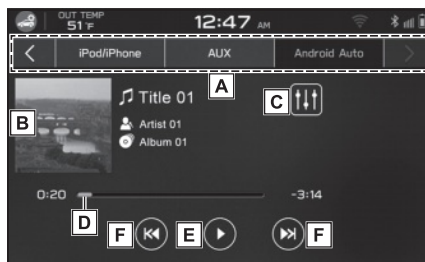 OUT TEMP
51°F
12:47 AM
iPod/iPhone AUX Android Auto
A
B
Title 01
C
Artist 01
Album 01
0:20 -3:14
D
F E F